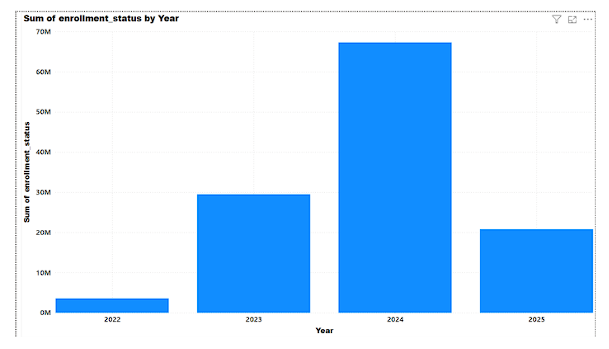 Sum of enrollment_status by Year
70M
60M
50M
40M
30M
20M
10M
0M
Sum of enrollment_status
2022 2023 2024 2025
Year